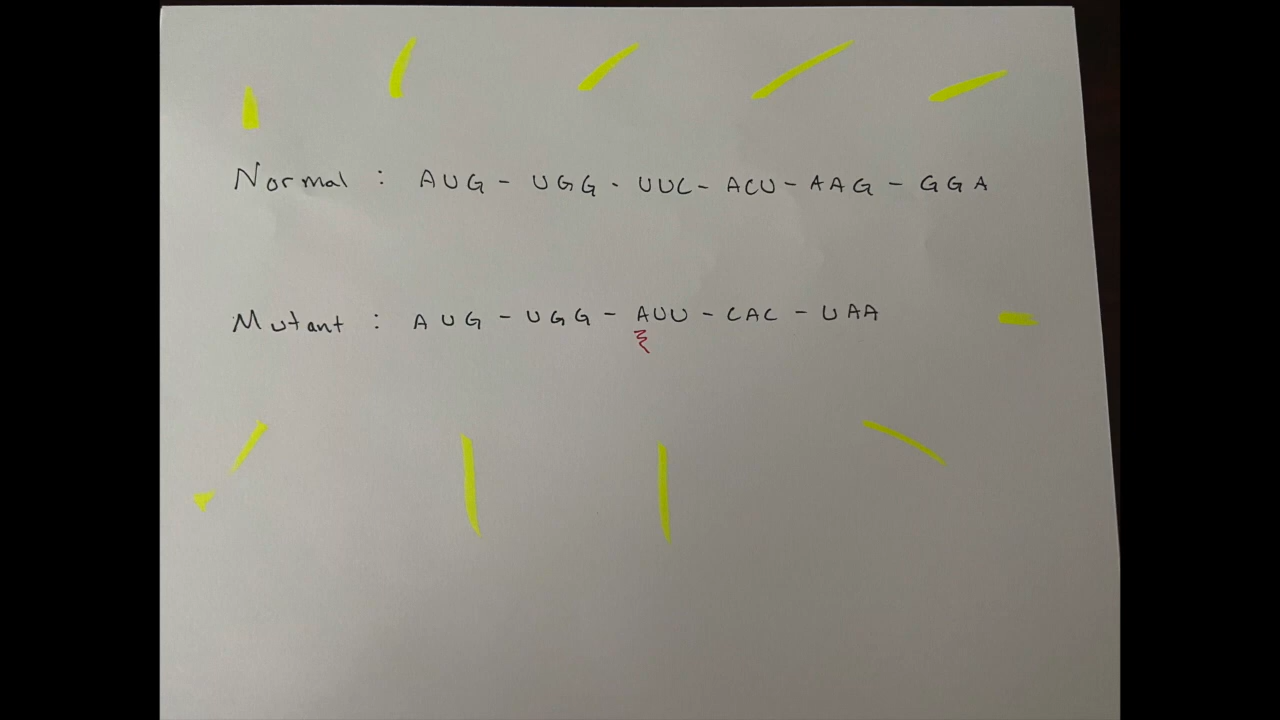 Normal : AUG - UGG - UUC - ACU - AAG - GGA
Mutant : AUG - UGG - AUU - CAC - UAA